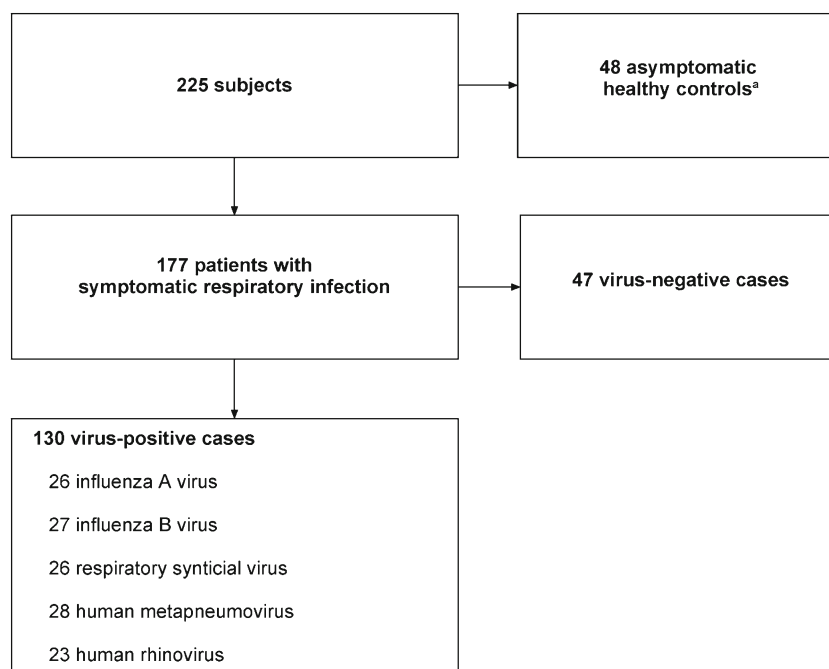 225 subjects
48 asymptomatic
healthy controlsᵃ
177 patients with
symptomatic respiratory infection
47 virus-negative cases
130 virus-positive cases
26 influenza A virus
27 influenza B virus
26 respiratory synticial virus
28 human metapneumovirus
23 human rhinovirus